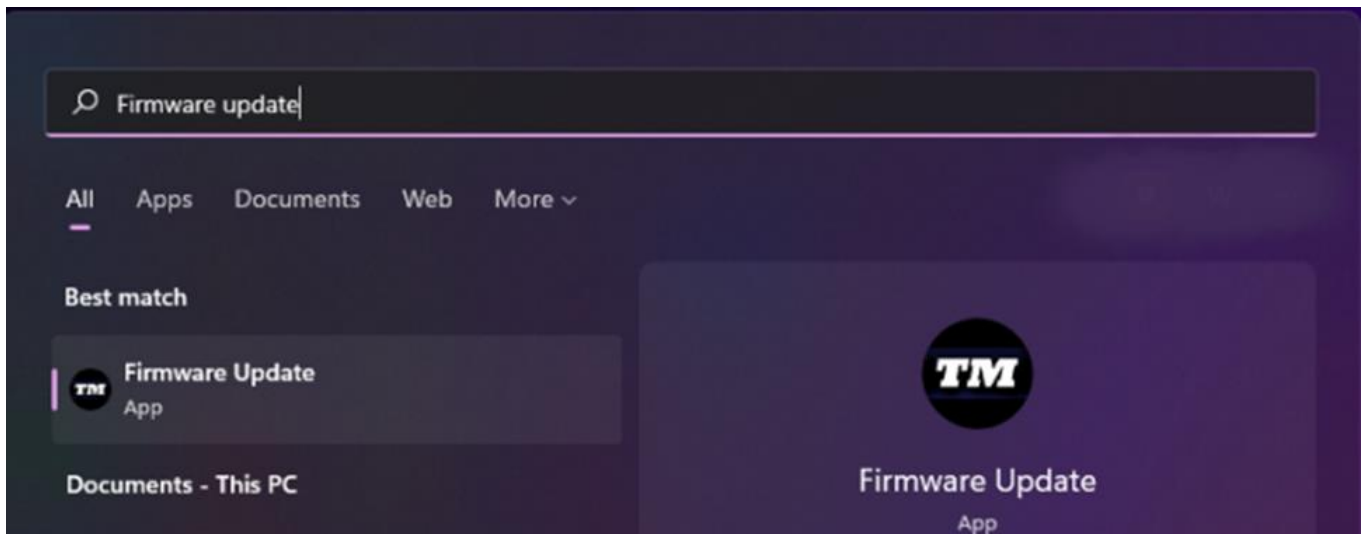 Firmware update
All Apps Documents Web More
Best match
TM Firmware Update
App
Documents - This PC
TM
Firmware Update
App